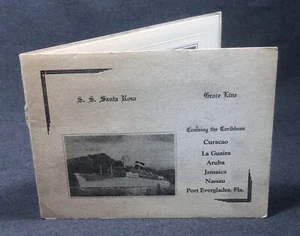 S. S. Santa Rosa
Grace Line
Cruising the Caribbean
Curacao
La Guaira
Aruba
Jamaica
Nassau
Port Everglades, Fla.